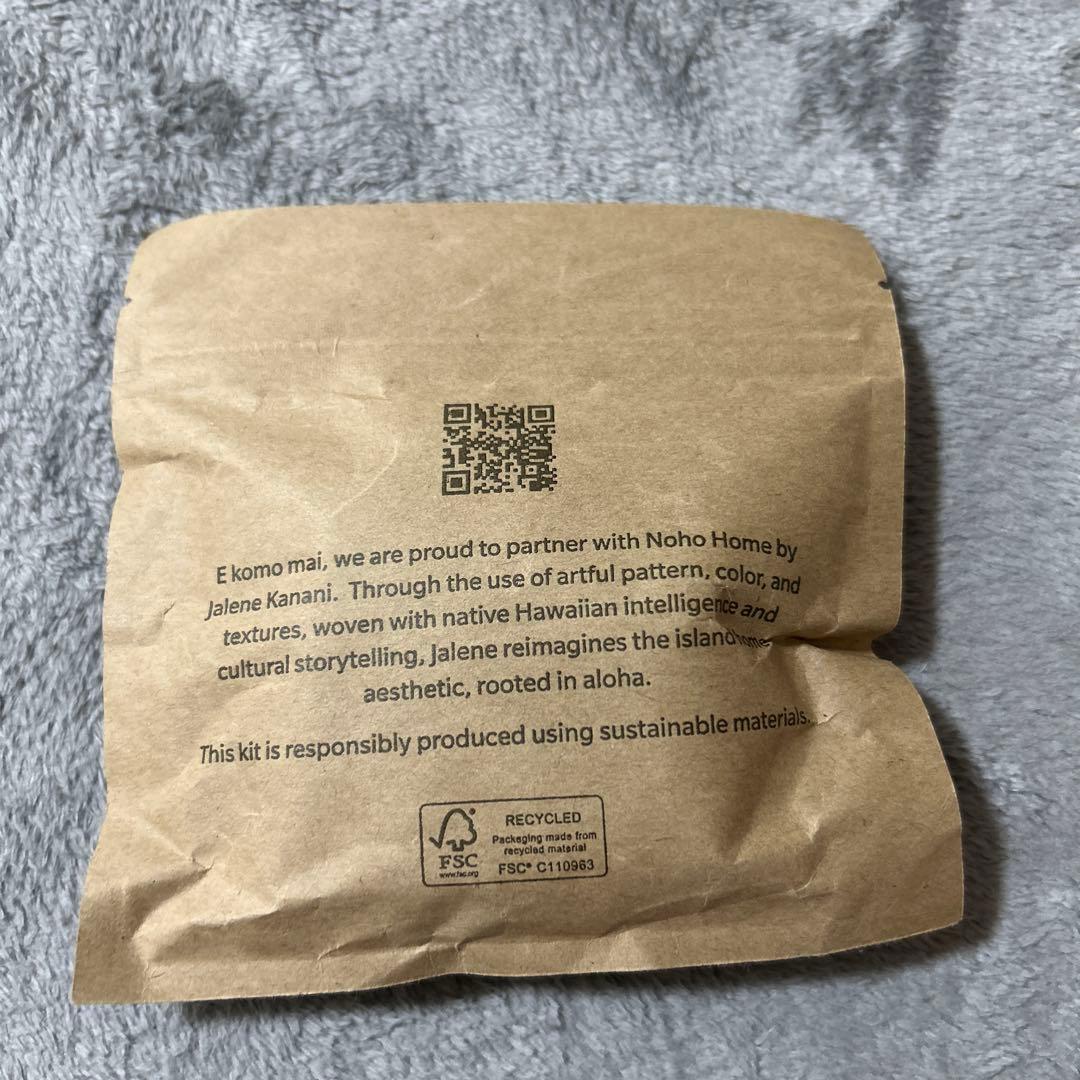 E komo mai, we are proud to partner with Noho Home by
Jalene Kanani. Through the use of artful pattern, color, and
textures, woven with native Hawaiian intelligence and
cultural storytelling, Jalene reimagines the island home
aesthetic, rooted in aloha.
This kit is responsibly produced using sustainable materials.
FSC
www.fsc.org
RECYCLED
Packaging made from
recycled material
FSC® C110963